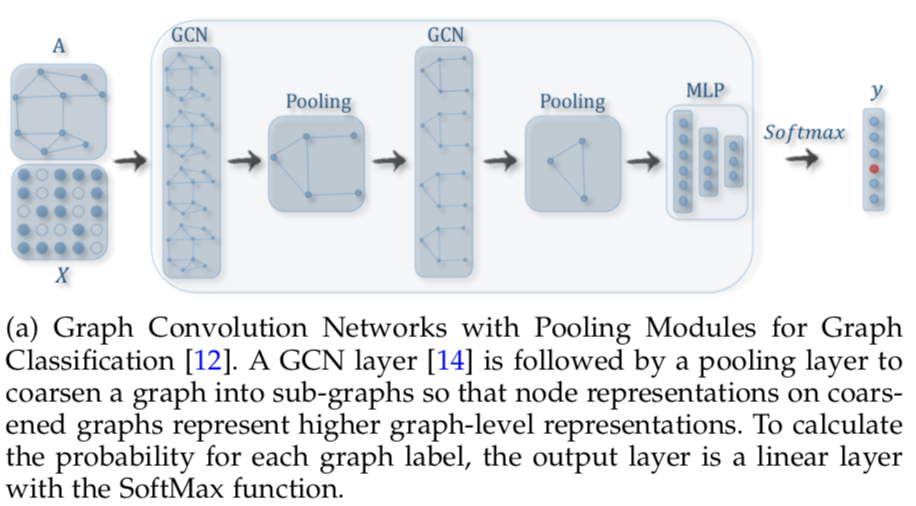 A
GCN
Pooling
GCN
Pooling
MLP
Softmax
y
X
(a) Graph Convolution Networks with Pooling Modules for Graph
Classification [12]. A GCN layer [14] is followed by a pooling layer to
coarsen a graph into sub-graphs so that node representations on coars-
ened graphs represent higher graph-level representations. To calculate
the probability for each graph label, the output layer is a linear layer
with the SoftMax function.